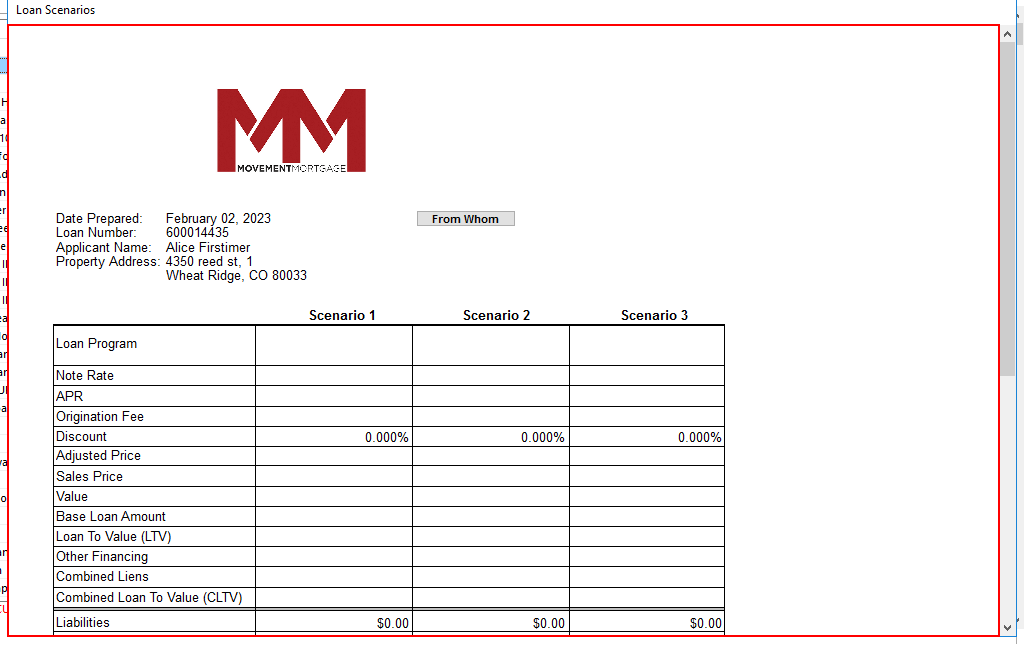 Loan Scenarios
MOVEMENTMORTGAGE
Date Prepared: February 02, 2023
From Whom
Loan Number: 600014435
Applicant Name: Alice Firstimer
Property Address: 4350 reed st, 1
Wheat Ridge, CO 80033
Scenario 1 Scenario 2 Scenario 3
Loan Program
Note Rate
APR
Origination Fee
Discount 0.000% 0.000% 0.000%
Adjusted Price
Sales Price
Value
Base Loan Amount
Loan To Value (LTV)
Other Financing
Combined Liens
Combined Loan To Value (CLTV)
Liabilities $0.00 $0.00 $0.00